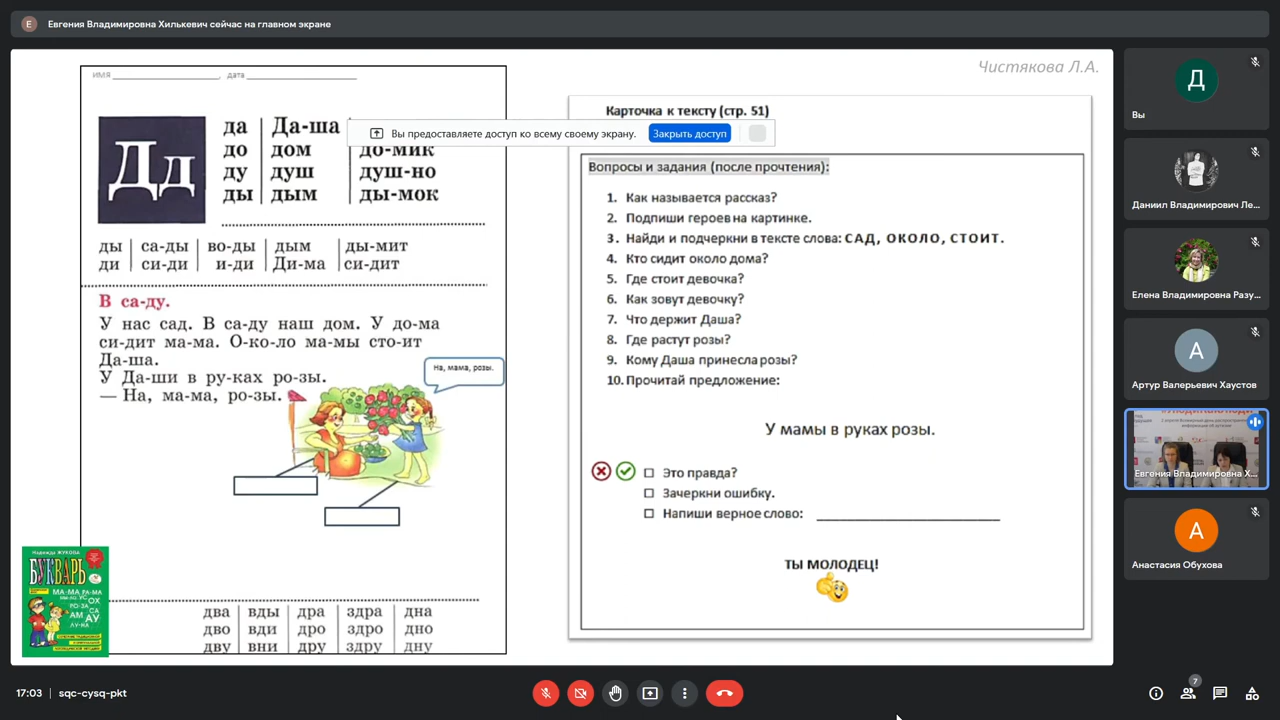 Е Евгения Владимировна Хилькевич сейчас на главном экране
Чистякова Л.А.
имя ______, дата ______
Дд
да Да-ша
до дом до-мик
ду душ душ-но
ды дым ды-мок
ды са-ды во-ды дым ды-мит
ди си-ди и-ди Ди-ма си-дит
В са-ду.
У нас сад. В са-ду наш дом. У до-ма
си-дит ма-ма. О-ко-ло ма-мы сто-ит
Да-ша.
У Да-ши в ру-ках ро-зы.
— На, ма-ма, ро-зы.
На, мама, розы.
Надежда ЖУКОВА
БУКВАРЬ
два вды дра здра дна
дво вди дро здро дно
дву вни дру здру дну
Вы предоставляете доступ ко всему своему экрану. Закрыть доступ
Карточка к тексту (стр. 51)
Вопросы и задания (после прочтения):
1. Как называется рассказ?
2. Подпиши героев на картинке.
3. Найди и подчеркни в тексте слова: САД, ОКОЛО, СТОИТ.
4. Кто сидит около дома?
5. Где стоит девочка?
6. Как зовут девочку?
7. Что держит Даша?
8. Где растут розы?
9. Кому Даша принесла розы?
10. Прочитай предложение:
У мамы в руках розы.
Это правда?
Зачеркни ошибку.
Напиши верное слово: ______
ТЫ МОЛОДЕЦ!
Д
Вы
Даниил Владимирович Ле...
Елена Владимировна Разу...
А
Артур Валерьевич Хаустов
Евгения Владимировна Х...
А
Анастасия Обухова
17:03 | sqc-cysq-pkt
7